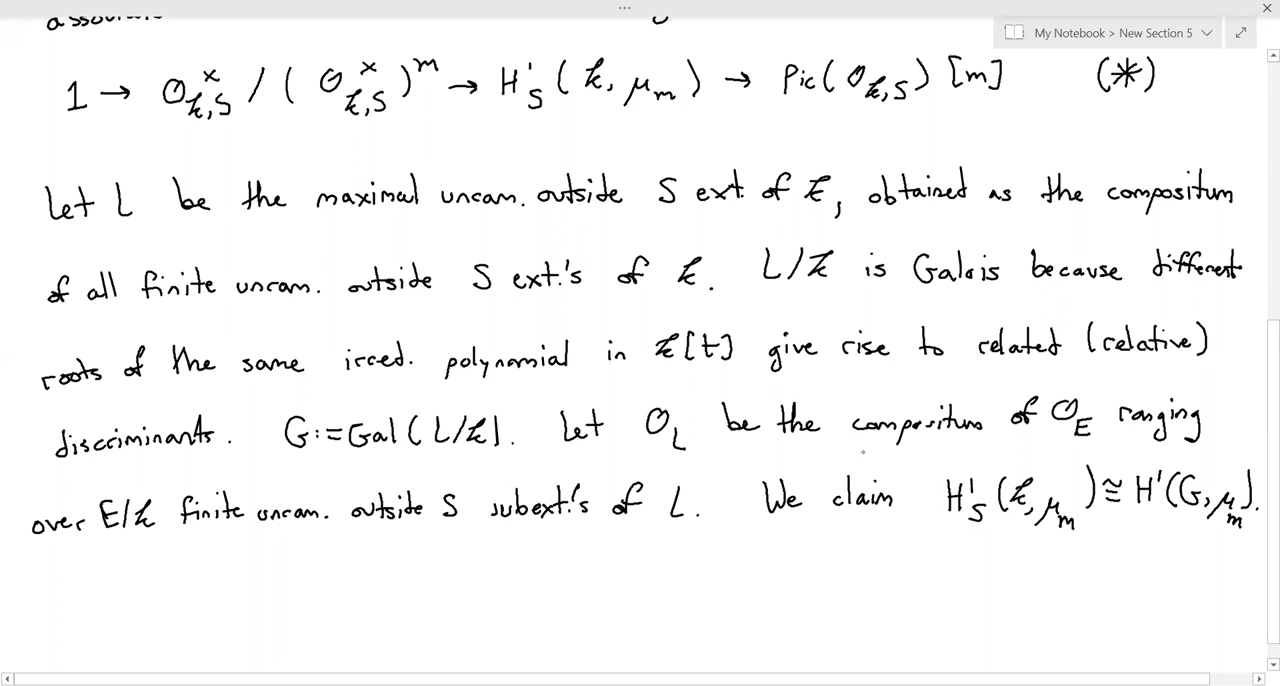 My Notebook > New Section 5
1 → O^×_{k,S} / (O^×_{k,S})^m → H^1_S (k, μ_m) → Pic(O_{k,S}) [m] (*)
Let L be the maximal unram. outside S ext. of k, obtained as the compositum
of all finite unram. outside S ext.'s of k. L/k is Galois because different
roots of the same irred. polynomial in k[t] give rise to related (relative)
discriminants. G := Gal(L/k). Let O_L be the compositum of O_E ranging
over E/k finite unram. outside S subext.'s of L. We claim H^1_S (k, μ_m) ≅ H^1(G, μ_m).